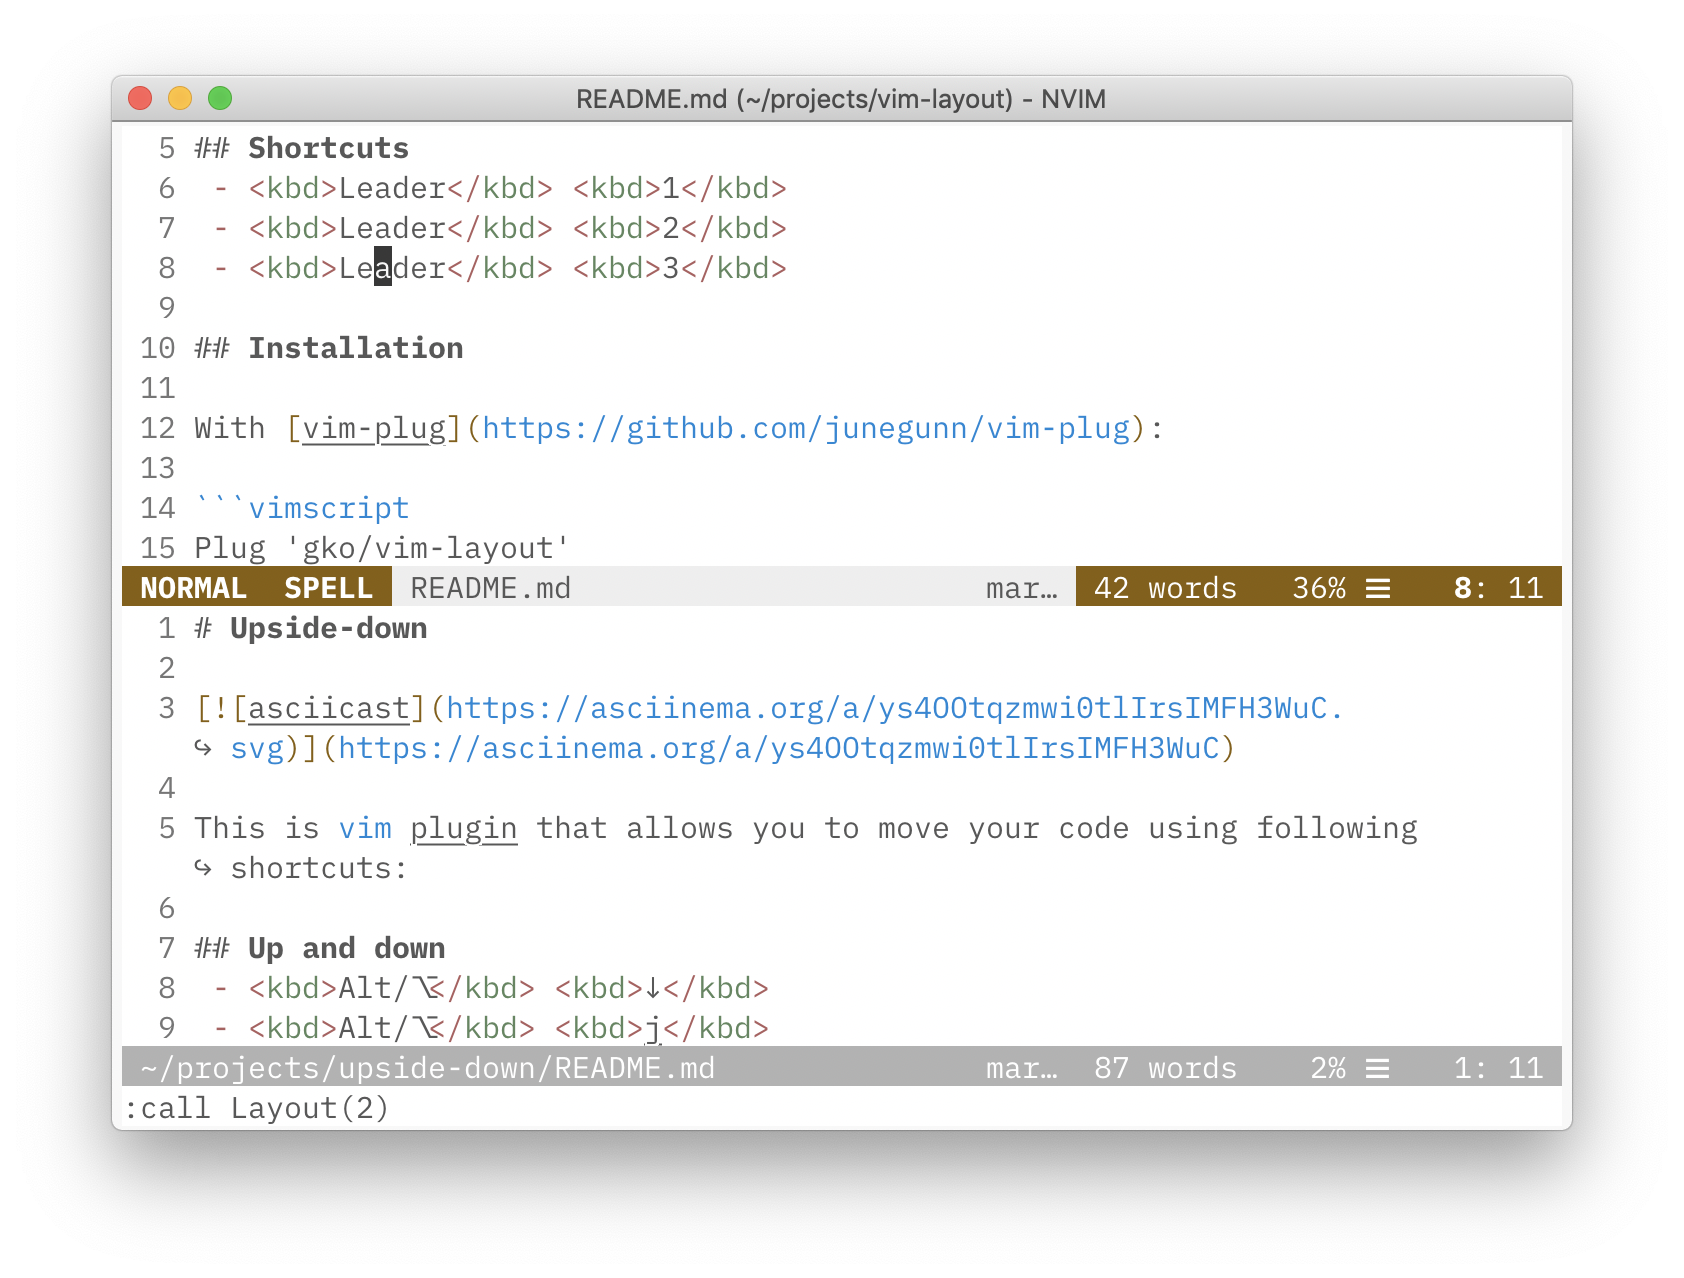 README.md (~/projects/vim-layout) - NVIM
5 ## Shortcuts
6  - <kbd>Leader</kbd> <kbd>1</kbd>
7  - <kbd>Leader</kbd> <kbd>2</kbd>
8  - <kbd>Leader</kbd> <kbd>3</kbd>
9
10 ## Installation
11
12 With [vim-plug](https://github.com/junegunn/vim-plug):
13
14 ```vimscript
15 Plug 'gko/vim-layout'
NORMAL SPELL README.md mar… 42 words 36% ☰ 8: 11
1 # Upside-down
2
3 [![asciicast](https://asciinema.org/a/ys4OOtqzmwi0tlIrsIMFH3WuC.
↪ svg)](https://asciinema.org/a/ys4OOtqzmwi0tlIrsIMFH3WuC)
4
5 This is vim plugin that allows you to move your code using following
↪ shortcuts:
6
7 ## Up and down
8  - <kbd>Alt/⌥</kbd> <kbd>↓</kbd>
9  - <kbd>Alt/⌥</kbd> <kbd>j</kbd>
~/projects/upside-down/README.md mar… 87 words 2% ☰ 1: 11
:call Layout(2)